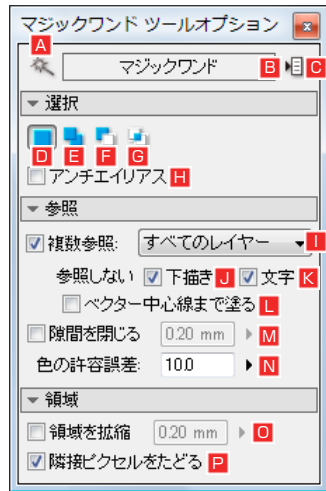 マジックワンド ツールオプション
A
マジックワンド B C
選択
D E F G
アンチエイリアス H
参照
複数参照: すべてのレイヤー I
参照しない 下描き J 文字 K
ベクター中心線まで塗る L
隙間を閉じる 0.20 mm M
色の許容誤差: 10.0 N
領域
領域を拡縮 0.20 mm O
隣接ピクセルをたどる P